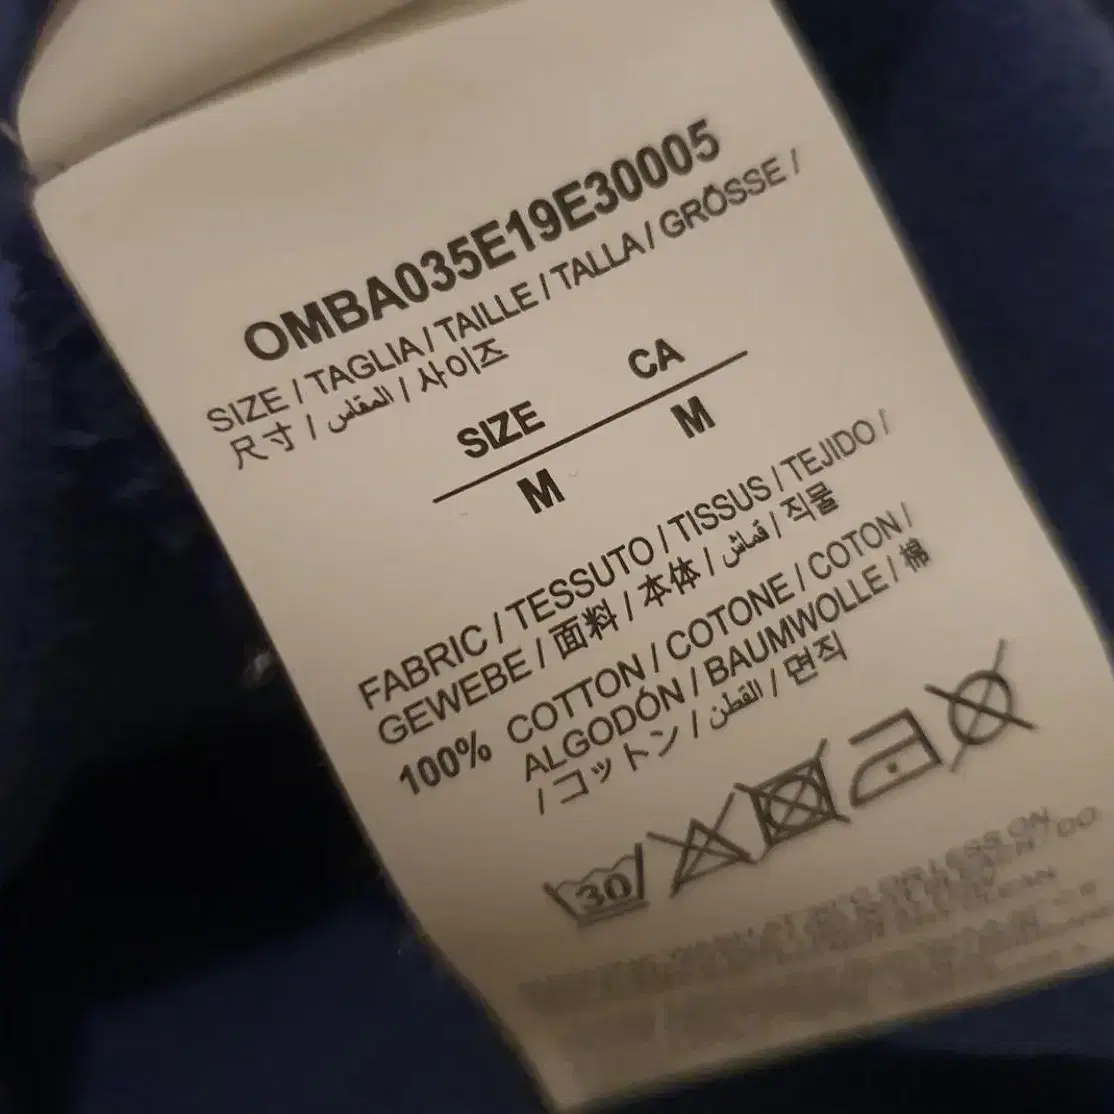 OMBA035E19E30005
SIZE / TAGLIA / TAILLE / TALLA / GRÖSSE /
尺寸 / المقاس / 사이즈
SIZE CA
M M
FABRIC / TESSUTO / TISSUS / TEJIDO /
GEWEBE / 面料 / 本体 / قماش / 직물
100% COTTON / COTONE / COTON /
ALGODÓN / BAUMWOLLE / 棉
/ コットン / القطن / 면직
30